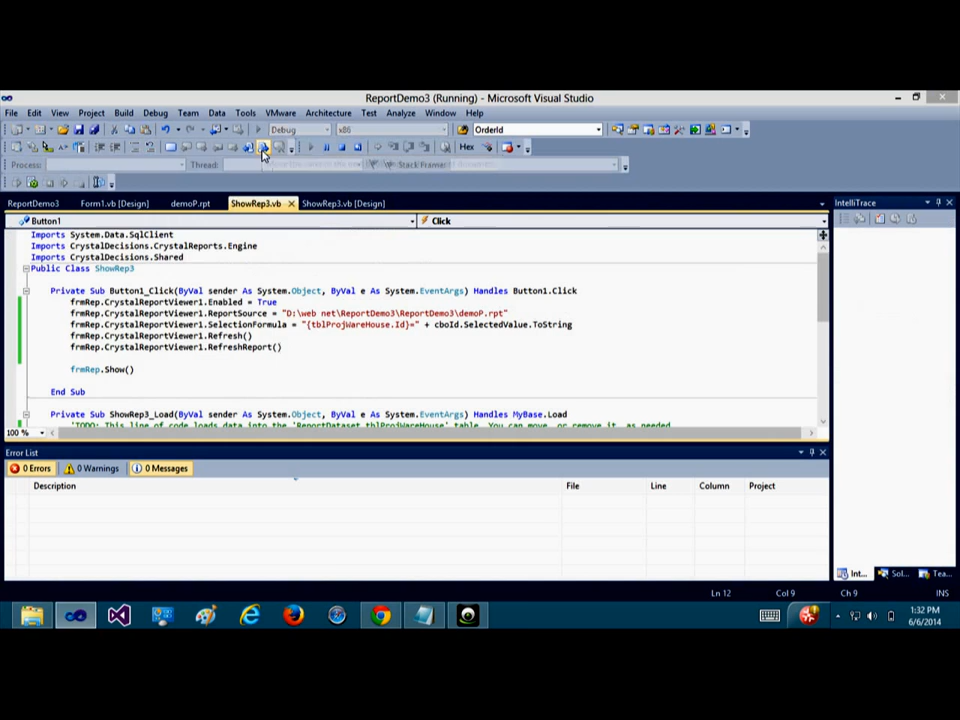 ReportDemo3 (Running) - Microsoft Visual Studio
File Edit View Project Build Debug Team Data Tools VMware Architecture Test Analyze Window Help
Debug x86 OrderId
Hex
Process: Thread: Stack Frame:
ReportDemo3 Form1.vb [Design] demoP.rpt ShowRep3.vb ShowRep3.vb [Design] IntelliTrace
Button1 Click
Imports System.Data.SqlClient
Imports CrystalDecisions.CrystalReports.Engine
Imports CrystalDecisions.Shared
Public Class ShowRep3
Private Sub Button1_Click(ByVal sender As System.Object, ByVal e As System.EventArgs) Handles Button1.Click
frmRep.CrystalReportViewer1.Enabled = True
frmRep.CrystalReportViewer1.ReportSource = "D:\web net\ReportDemo3\ReportDemo3\demoP.rpt"
frmRep.CrystalReportViewer1.SelectionFormula = "{tblProjWareHouse.Id}=" + cboId.SelectedValue.ToString
frmRep.CrystalReportViewer1.Refresh()
frmRep.CrystalReportViewer1.RefreshReport()
frmRep.Show()
End Sub
Private Sub ShowRep3_Load(ByVal sender As System.Object, ByVal e As System.EventArgs) Handles MyBase.Load
'TODO: This line of code loads data into the 'ReportDataset.tblProjWareHouse' table. You can move, or remove it, as needed
100 %
Error List
0 Errors 0 Warnings 0 Messages
Description File Line Column Project
Int... Sol... Tea...
Ln 12 Col 9 Ch 9 INS
1:32 PM
6/6/2014